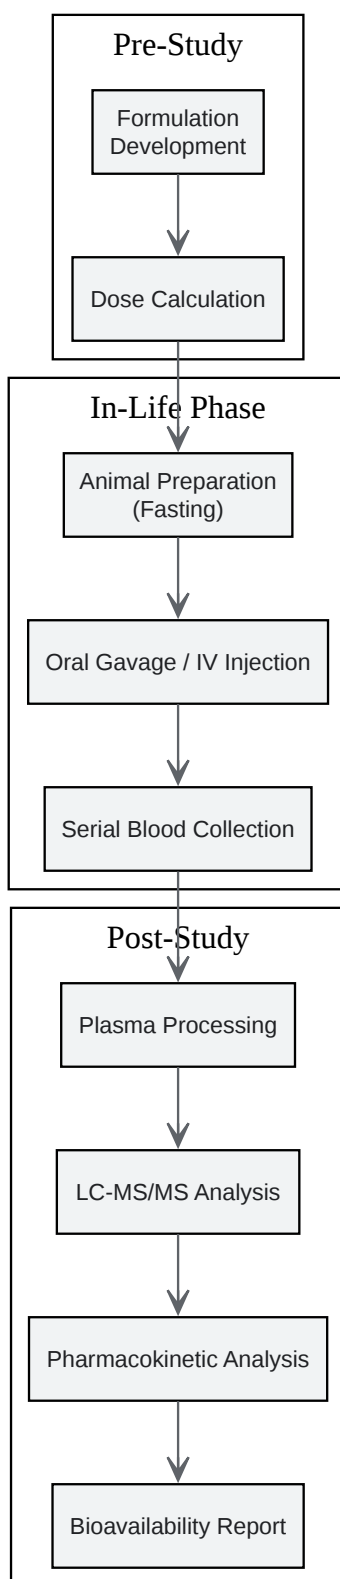 Pre-Study
Formulation
Development
Dose Calculation
In-Life Phase
Animal Preparation
(Fasting)
Oral Gavage / IV Injection
Serial Blood Collection
Post-Study
Plasma Processing
LC-MS/MS Analysis
Pharmacokinetic Analysis
Bioavailability Report